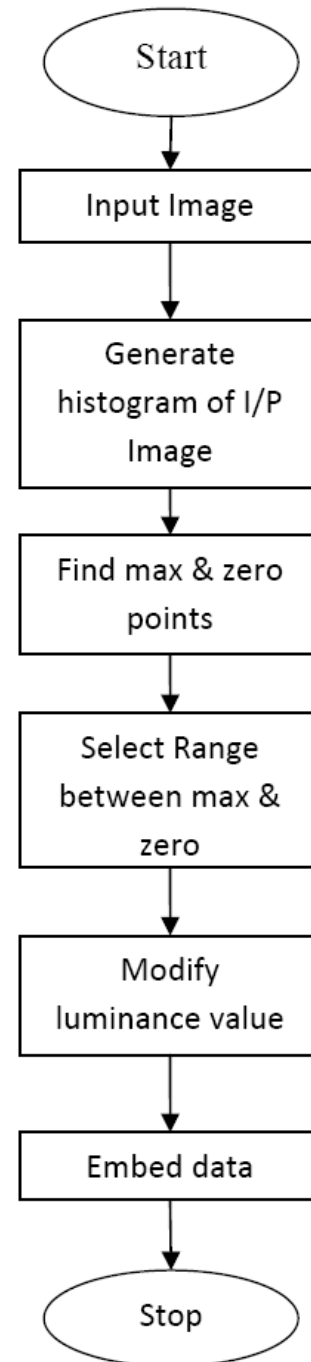 Start
Input Image
Generate
histogram of I/P
Image
Find max & zero
points
Select Range
between max &
zero
Modify
luminance value
Embed data
Stop